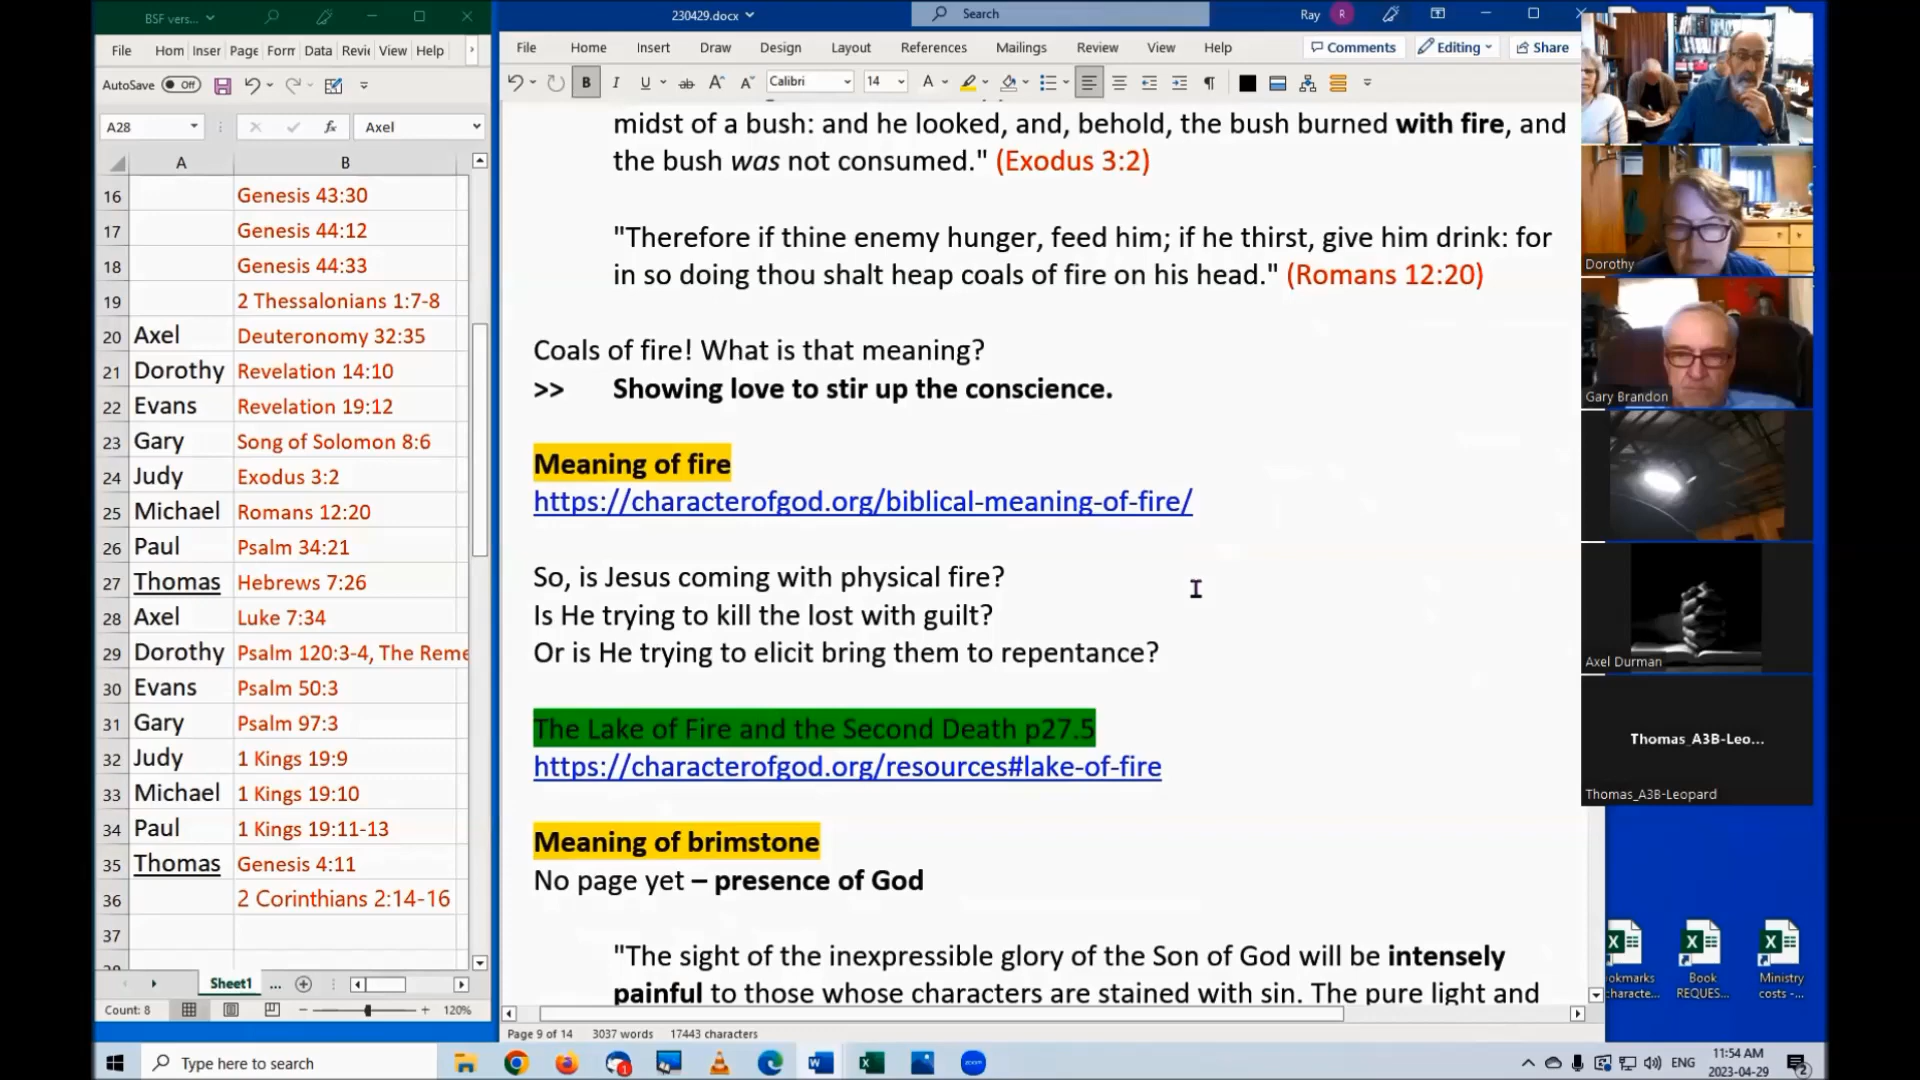 BSF vers...
File Hom Inser Page Forn Data Revi View Help
AutoSave Off
A28 fx Axel
A B
16 Genesis 43:30
17 Genesis 44:12
18 Genesis 44:33
19 2 Thessalonians 1:7-8
20 Axel Deuteronomy 32:35
21 Dorothy Revelation 14:10
22 Evans Revelation 19:12
23 Gary Song of Solomon 8:6
24 Judy Exodus 3:2
25 Michael Romans 12:20
26 Paul Psalm 34:21
27 Thomas Hebrews 7:26
28 Axel Luke 7:34
29 Dorothy Psalm 120:3-4, The Reme
30 Evans Psalm 50:3
31 Gary Psalm 97:3
32 Judy 1 Kings 19:9
33 Michael 1 Kings 19:10
34 Paul 1 Kings 19:11-13
35 Thomas Genesis 4:11
36 2 Corinthians 2:14-16
37
Sheet1 ...
Count: 8 120%
230429.docx Search Ray R
File Home Insert Draw Design Layout References Mailings Review View Help Comments Editing Share
B I U ab A A Calibri 14 A
midst of a bush: and he looked, and, behold, the bush burned with fire, and
the bush was not consumed." (Exodus 3:2)
"Therefore if thine enemy hunger, feed him; if he thirst, give him drink: for
in so doing thou shalt heap coals of fire on his head." (Romans 12:20)
Coals of fire! What is that meaning?
>> Showing love to stir up the conscience.
Meaning of fire
https://characterofgod.org/biblical-meaning-of-fire/
So, is Jesus coming with physical fire?
Is He trying to kill the lost with guilt?
Or is He trying to elicit bring them to repentance?
The Lake of Fire and the Second Death p27.5
https://characterofgod.org/resources#lake-of-fire
Meaning of brimstone
No page yet – presence of God
"The sight of the inexpressible glory of the Son of God will be intensely
painful to those whose characters are stained with sin. The pure light and
Page 9 of 14 3037 words 17443 characters
Dorothy
Gary Brandon
Axel Durman
Thomas_A3B-Leo...
Thomas_A3B-Leopard
ookmarks
characte...
Book
REQUES...
Ministry
costs -...
Type here to search
1
ENG
11:54 AM
2023-04-29
2